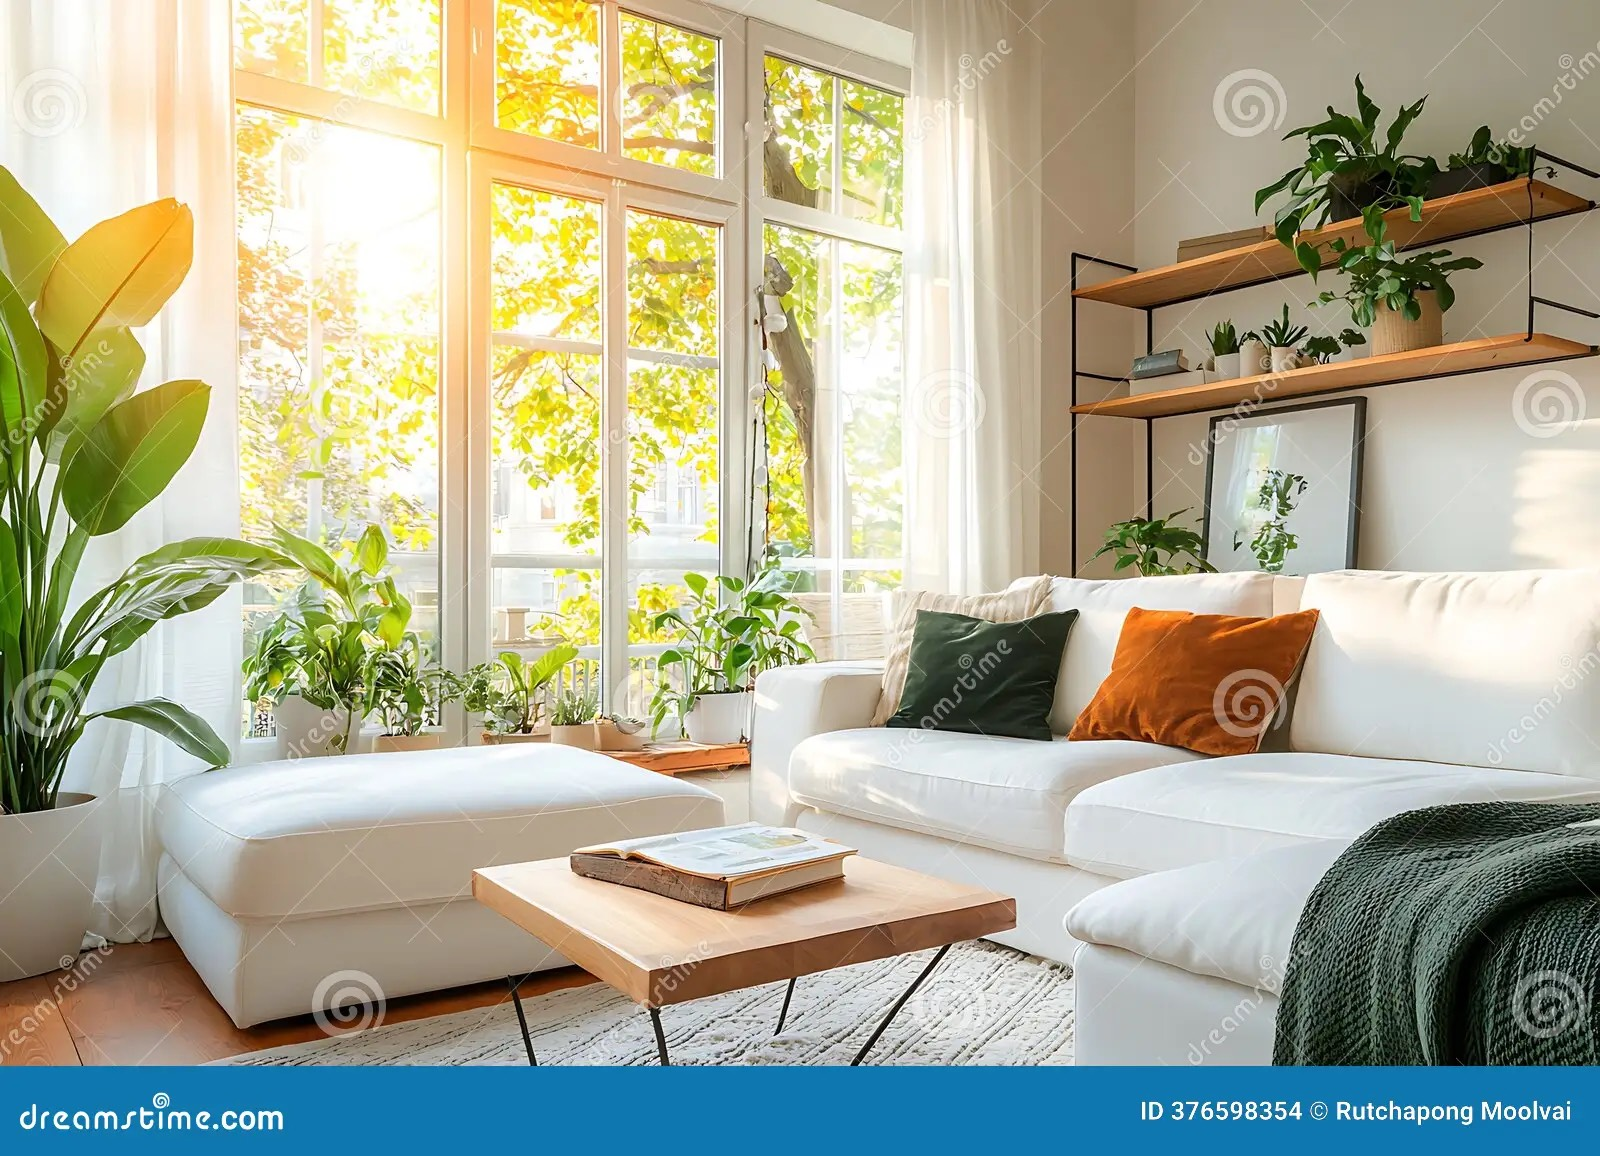 dreamstime.com
ID 376598354 © Rutchapong Moolvai